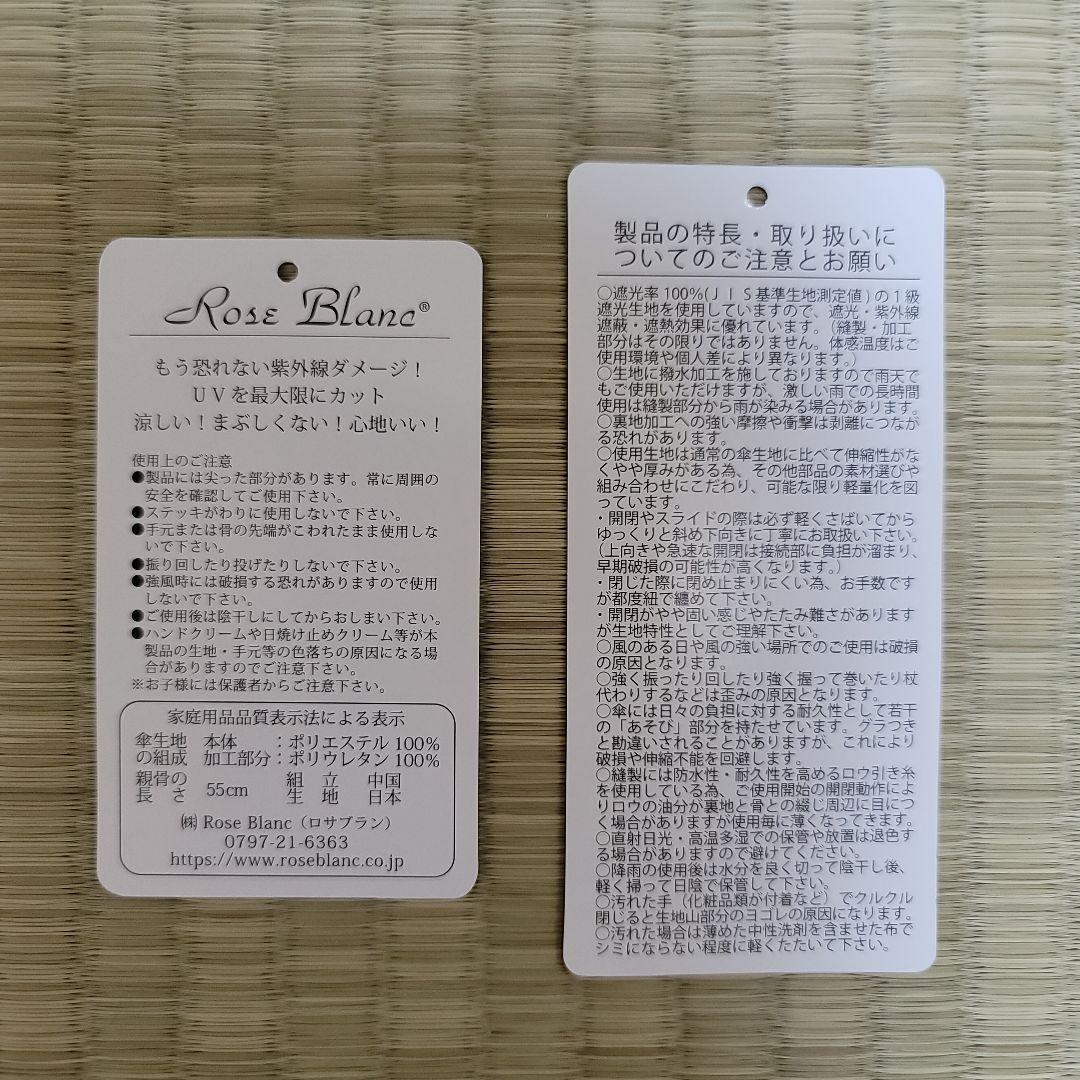 Rose Blanc®
もう恐れない紫外線ダメージ！
UVを最大限にカット
涼しい！まぶしくない！心地いい！
使用上のご注意
●製品には尖った部分があります。常に周囲の
安全を確認してご使用下さい。
●ステッキがわりに使用しないで下さい。
●手元または骨の先端がこわれたまま使用しな
いで下さい。
●振り回したり投げたりしないで下さい。
●強風時には破損する恐れがありますので使用
しないで下さい。
●ご使用後は陰干しにしてからおしまい下さい。
●ハンドクリームや日焼け止めクリーム等が本
製品の生地・手元等の色落ちの原因になる場
合がありますのでご注意下さい。
※お子様には保護者からご注意下さい。
家庭用品品質表示法による表示
傘生地 本体 ：ポリエステル 100%
の組成 加工部分：ポリウレタン 100%
親骨の長さ 55cm 組立 中国
生地 日本
㈱ Rose Blanc（ロサブラン）
0797-21-6363
https://www.roseblanc.co.jp
製品の特長・取り扱いに
ついてのご注意とお願い
○遮光率100%(JIS基準生地測定値)の1級
遮光生地を使用していますので、遮光・紫外線
遮蔽・遮熱効果に優れています。（縫製・加工
部分はその限りではありません。体感温度はご
使用環境や個人差により異なります。）
○生地に撥水加工を施しておりますので雨天で
もご使用いただけますが、激しい雨での長時間
使用は縫製部分から雨が染みる場合があります。
○裏地加工への強い摩擦や衝撃は剥離につなが
る恐れがあります。
○使用生地は通常の傘生地に比べて伸縮性がな
くやや厚みがある為、その他部品の素材選びや
組み合わせにこだわり、可能な限り軽量化を図
っています。
・開閉やスライドの際は必ず軽くさばいてから
ゆっくりと斜め下向きに丁寧にお取扱い下さい。
（上向きや急速な開閉は接続部に負担が溜まり、
早期破損の可能性が高くなります。）
・閉じた際に閉め止まりにくい為、お手数です
が都度紐で纏めて下さい。
・開閉がやや固い感じやたたみ難さがあります
が生地特性としてご理解下さい。
○風のある日や風の強い場所でのご使用は破損
の原因となります。
○強く振ったり回したり強く握って巻いたり杖
代わりするなどは歪みの原因となります。
○傘には日々の負担に対する耐久性として若干
の「あそび」部分を持たせています。グラつき
と勘違いされることがありますが、これにより
破損や伸縮不能を回避します。
○縫製には防水性・耐久性を高めるロウ引き糸
を使用している為、ご使用開始の開閉動作によ
りロウの油分が裏地と骨との綴じ周辺に目につ
く場合がありますが使用毎に薄くなってきます。
○直射日光・高温多湿での保管や放置は退色す
る場合がありますので避けてください。
○降雨の使用後は水分を良く切って陰干し後、
軽く掃って日陰で保管して下さい。
○汚れた手（化粧品類が付着など）でクルクル
閉じると生地山部分のヨゴレの原因になります。
○汚れた場合は薄めた中性洗剤を含ませた布で
シミにならない程度に軽くたたいて下さい。